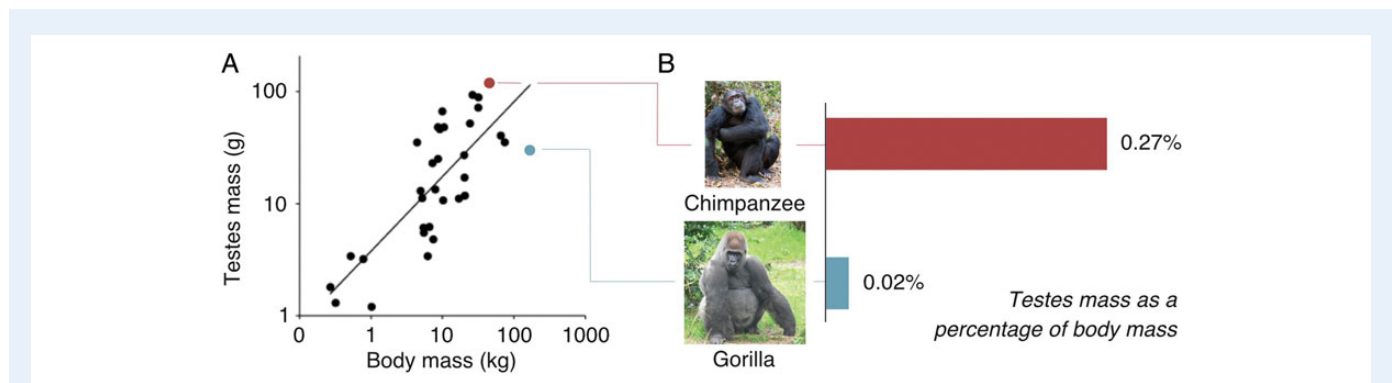 A
B
100
10
1
Testes mass (g)
0 1 10 100 1000
Body mass (kg)
Chimpanzee
Gorilla
0.27%
0.02%
Testes mass as a
percentage of body mass